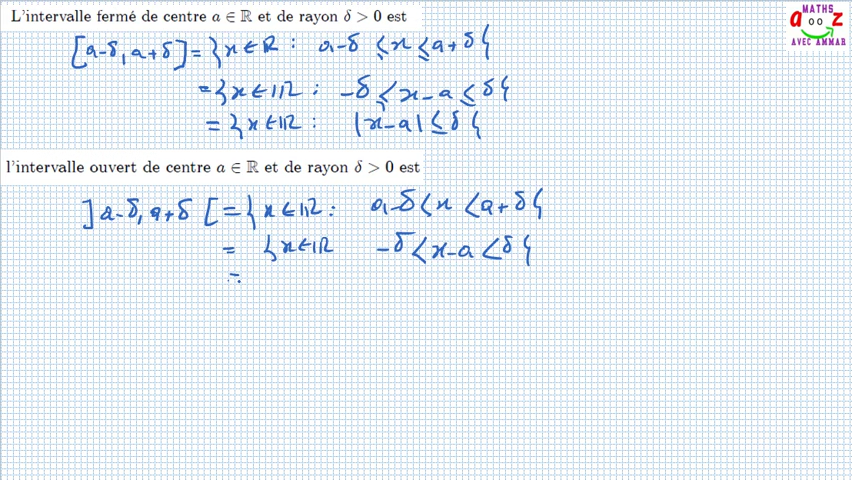 L'intervalle fermé de centre a ∈ ℝ et de rayon δ > 0 est
[a-δ, a+δ] = {x ∈ ℝ : a-δ ≤ x ≤ a+δ}
= {x ∈ ℝ : -δ ≤ x-a ≤ δ}
= {x ∈ ℝ : |x-a| ≤ δ}
l'intervalle ouvert de centre a ∈ ℝ et de rayon δ > 0 est
]a-δ, a+δ[ = {x ∈ ℝ : a-δ < x < a+δ}
= {x ∈ ℝ -δ < x-a < δ}
=
MATHS
a oo z
AVEC AMMAR